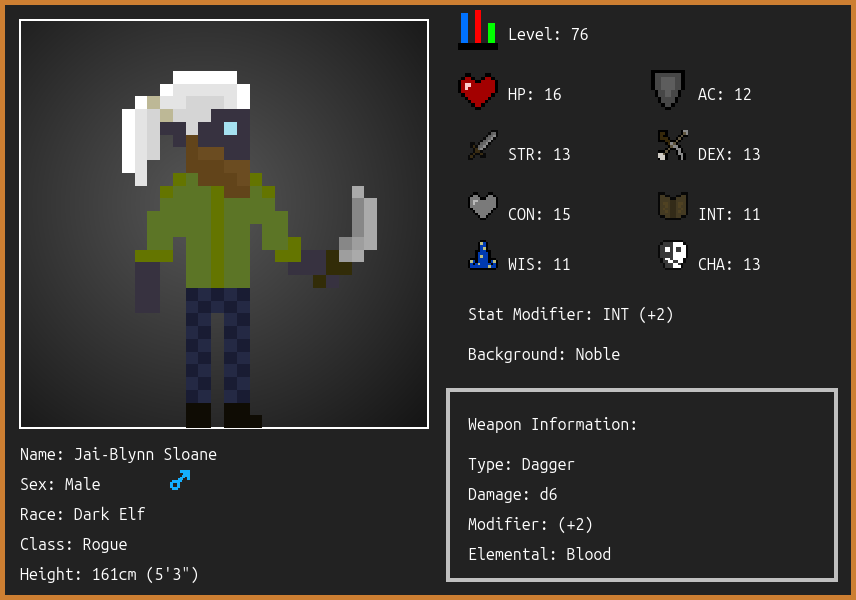 Level: 76
HP: 16
AC: 12
STR: 13
DEX: 13
CON: 15
INT: 11
WIS: 11
CHA: 13
Stat Modifier: INT (+2)
Background: Noble
Weapon Information:
Type: Dagger
Damage: d6
Modifier: (+2)
Elemental: Blood
Name: Jai-Blynn Sloane
Sex: Male
Race: Dark Elf
Class: Rogue
Height: 161cm (5'3")